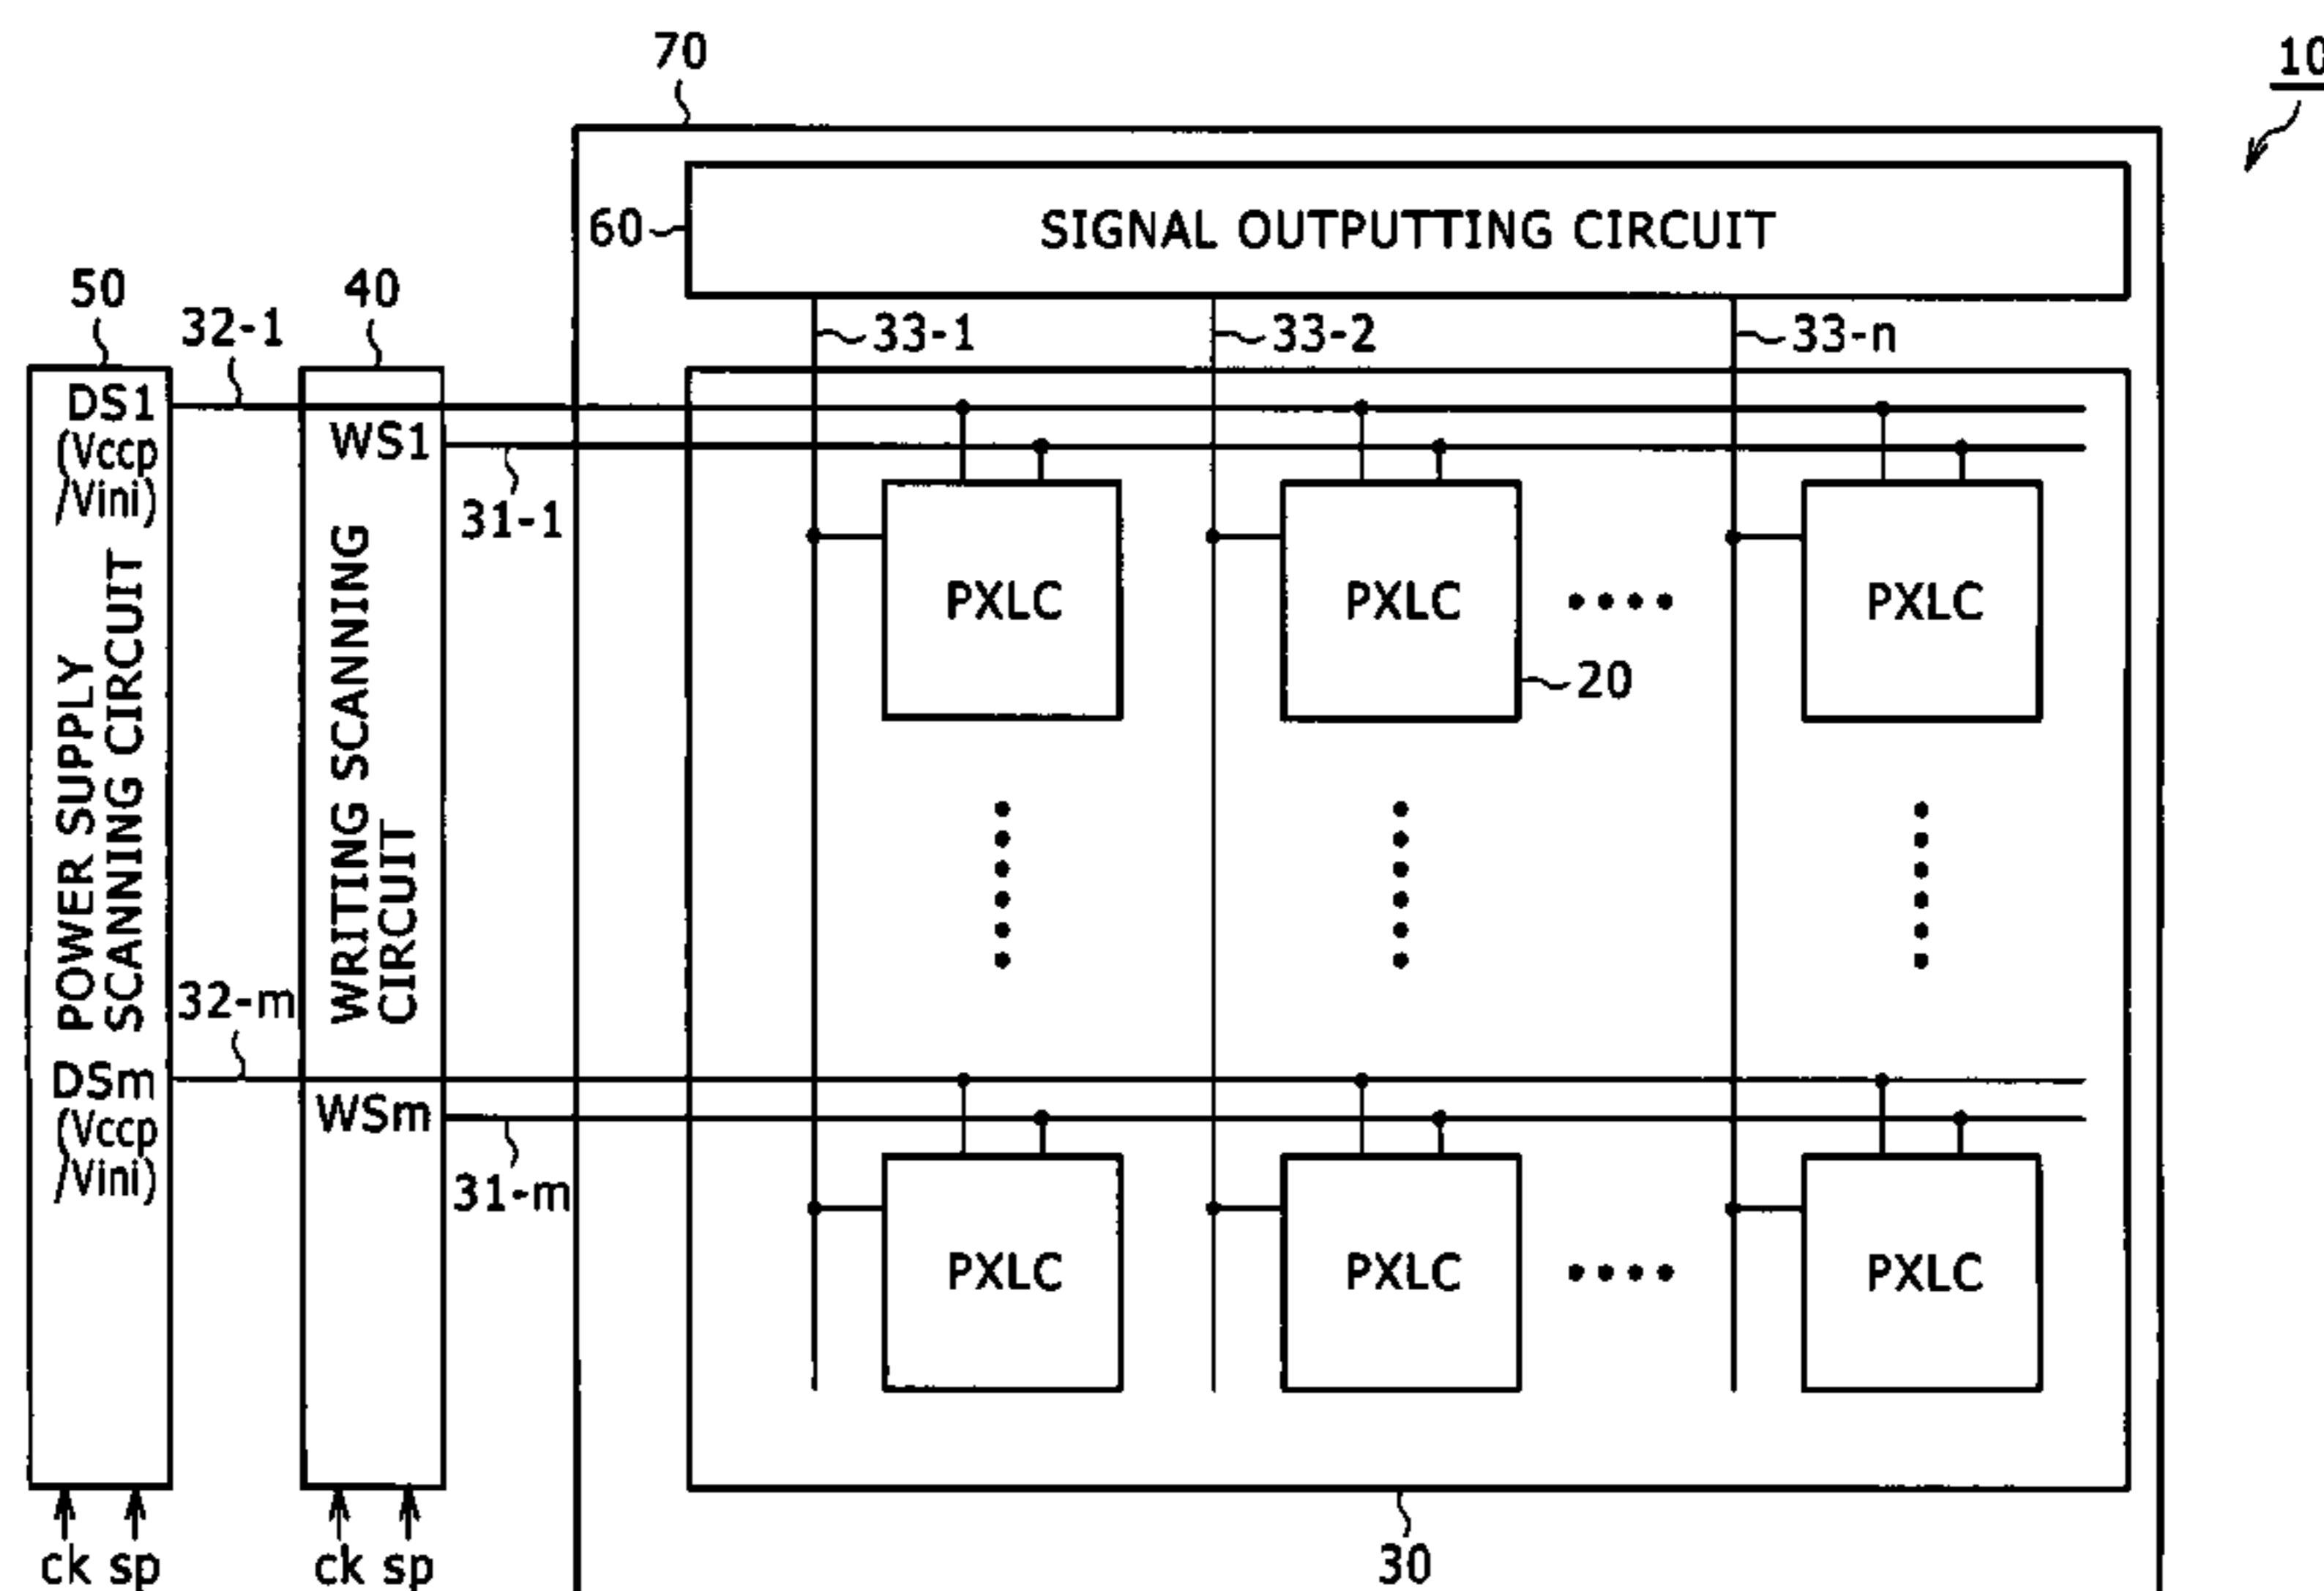 70
10
60
SIGNAL OUTPUTTING CIRCUIT
50
40
32-1
33-1
33-2
33-n
DS1
(Vccp
/Vini)
WS1
31-1
POWER SUPPLY
SCANNING CIRCUIT
WRITING SCANNING
CIRCUIT
PXLC
PXLC
PXLC
20
32-m
DSm
(Vccp
/Vini)
WSm
31-m
PXLC
PXLC
PXLC
ck sp
ck sp
30